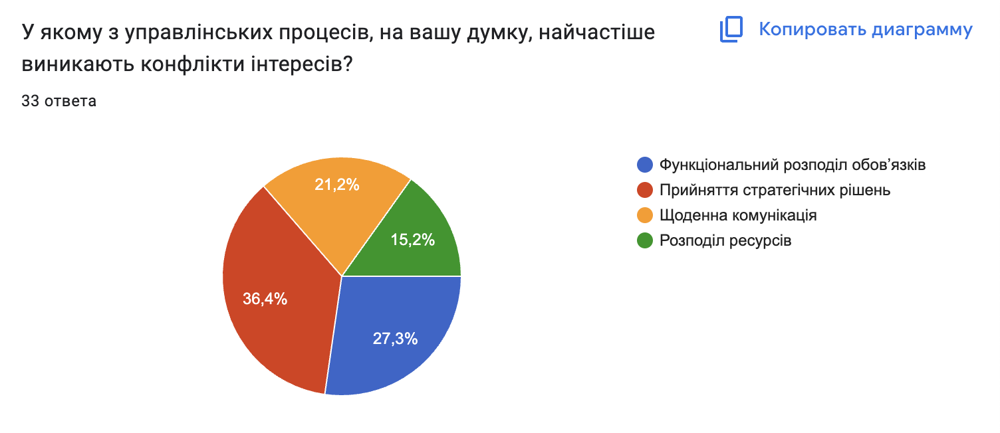 У якому з управлінських процесів, на вашу думку, найчастіше
виникають конфлікти інтересів?
Копировать диаграмму
33 ответа
21,2%
15,2%
36,4%
27,3%
Функціональний розподіл обов’язків
Прийняття стратегічних рішень
Щоденна комунікація
Розподіл ресурсів